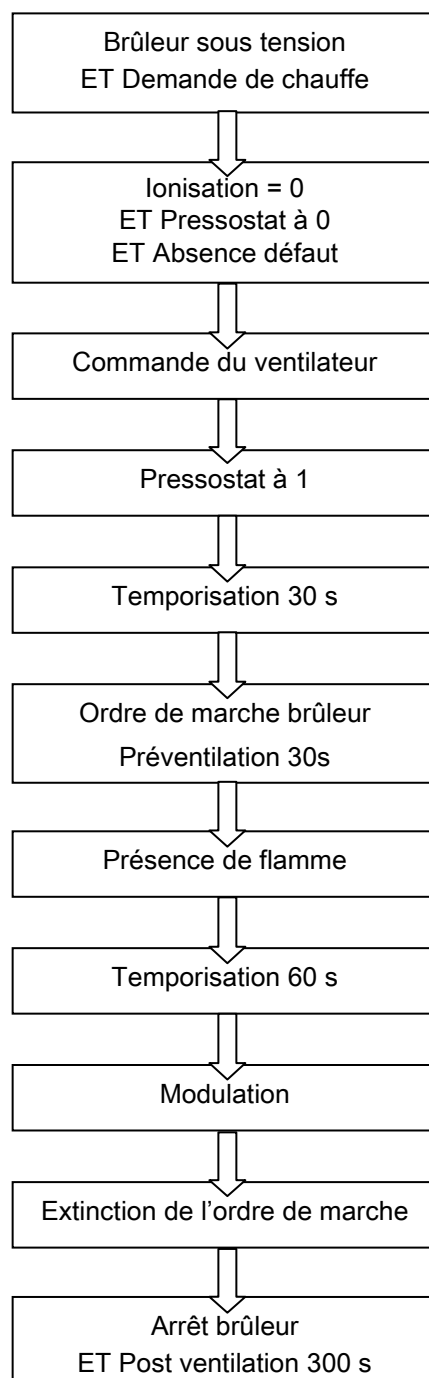 Brûleur sous tension
ET Demande de chauffe
Ionisation = 0
ET Pressostat à 0
ET Absence défaut
Commande du ventilateur
Pressostat à 1
Temporisation 30 s
Ordre de marche brûleur
Préventilation 30s
Présence de flamme
Temporisation 60 s
Modulation
Extinction de l’ordre de marche
Arrêt brûleur
ET Post ventilation 300 s